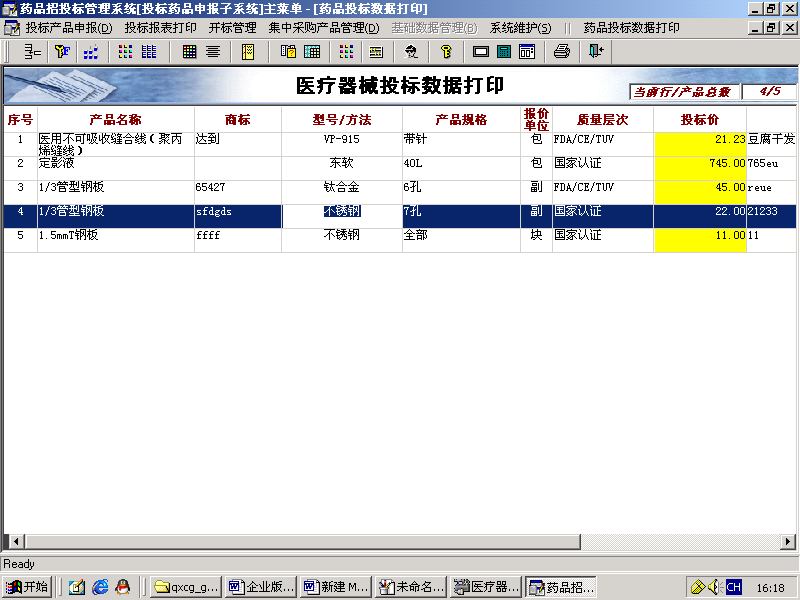 药品招投标管理系统[投标药品申报子系统]主菜单 - [药品投标数据打印]
投标产品申报(D) 投标报表打印 开标管理 集中采购产品管理(D) 基础数据管理(B) 系统维护(S) || 药品投标数据打印
医疗器械投标数据打印
当前行/产品总数 4/5
序号 产品名称 商标 型号/方法 产品规格 报价单位 质量层次 投标价
1 医用不可吸收缝合线(聚丙 达到 VP-915 带针 包 FDA/CE/TUV 21.23 豆腐干发
烯缝线)
2 定影液 东软 40L 包 国家认证 745.00 765eu
3 1/3管型钢板 65427 钛合金 6孔 副 FDA/CE/TUV 45.00 reue
4 1/3管型钢板 sfdgds 不锈钢 7孔 副 国家认证 22.00 21233
5 1.5mmT钢板 ffff 不锈钢 全部 块 国家认证 11.00 11
Ready
开始 qxcg_g... 企业版... 新建 M... 未命名... 医疗器... 药品招... CH 16:18